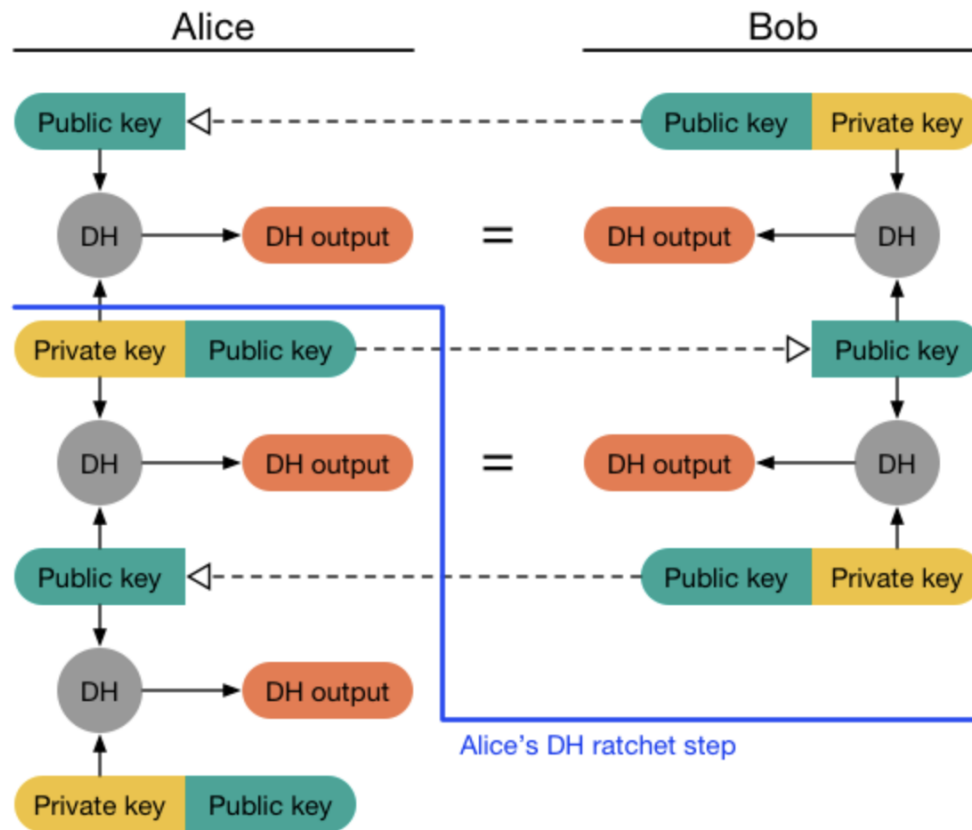 Alice
Bob
Public key
Public key
Private key
DH
DH output
=
DH output
DH
Private key
Public key
Public key
DH
DH output
=
DH output
DH
Public key
Public key
Private key
DH
DH output
Alice's DH ratchet step
Private key
Public key